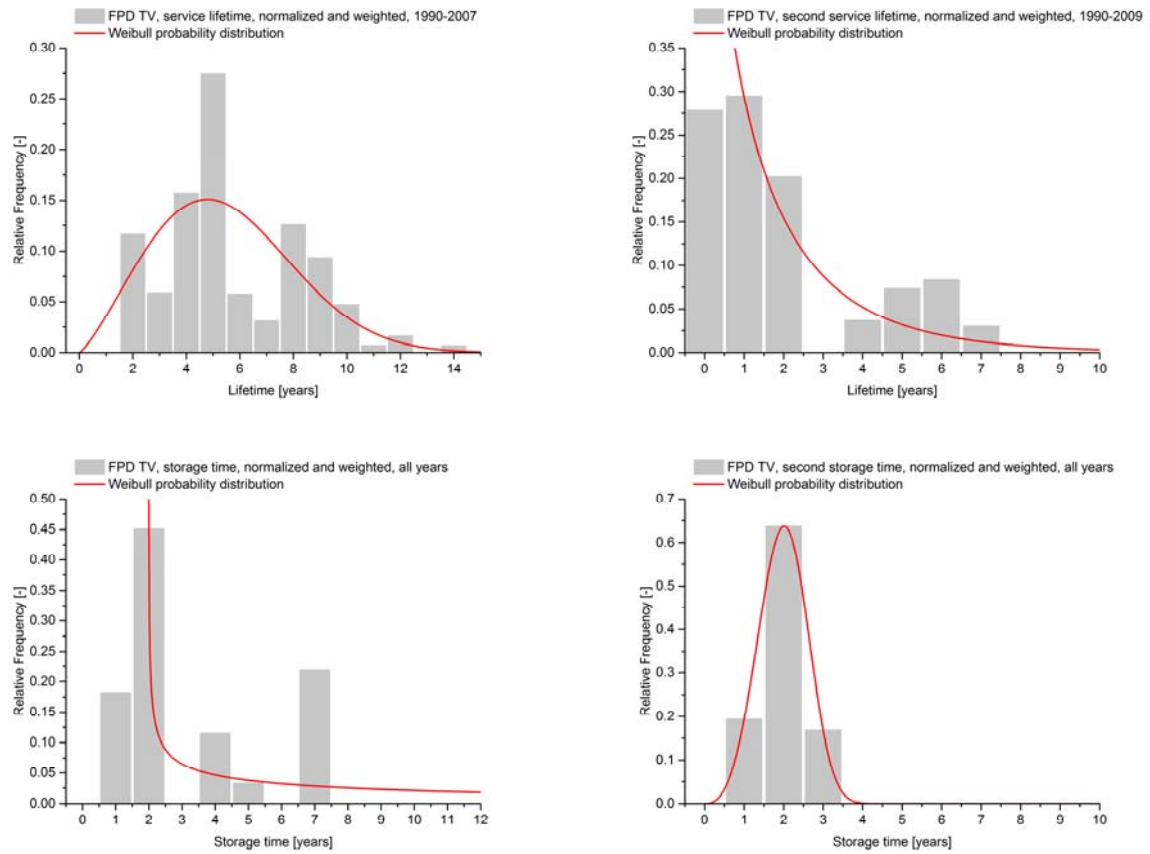 FPD TV, service lifetime, normalized and weighted, 1990-2007
Weibull probability distribution
0.30
0.25
0.20
0.15
0.10
0.05
0.00
Relative Frequency [-]
0 2 4 6 8 10 12 14
Lifetime [years]
FPD TV, second service lifetime, normalized and weighted, 1990-2009
Weibull probability distribution
0.35
0.30
0.25
0.20
0.15
0.10
0.05
0.00
Relative Frequency [-]
0 1 2 3 4 5 6 7 8 9 10
Lifetime [years]
FPD TV, storage time, normalized and weighted, all years
Weibull probability distribution
0.50
0.45
0.40
0.35
0.30
0.25
0.20
0.15
0.10
0.05
0.00
Relative Frequency [-]
0 1 2 3 4 5 6 7 8 9 10 11 12
Storage time [years]
FPD TV, second storage time, normalized and weighted, all years
Weibull probability distribution
0.7
0.6
0.5
0.4
0.3
0.2
0.1
0.0
Relative Frequency [-]
0 1 2 3 4 5 6 7 8 9 10
Storage time [years]